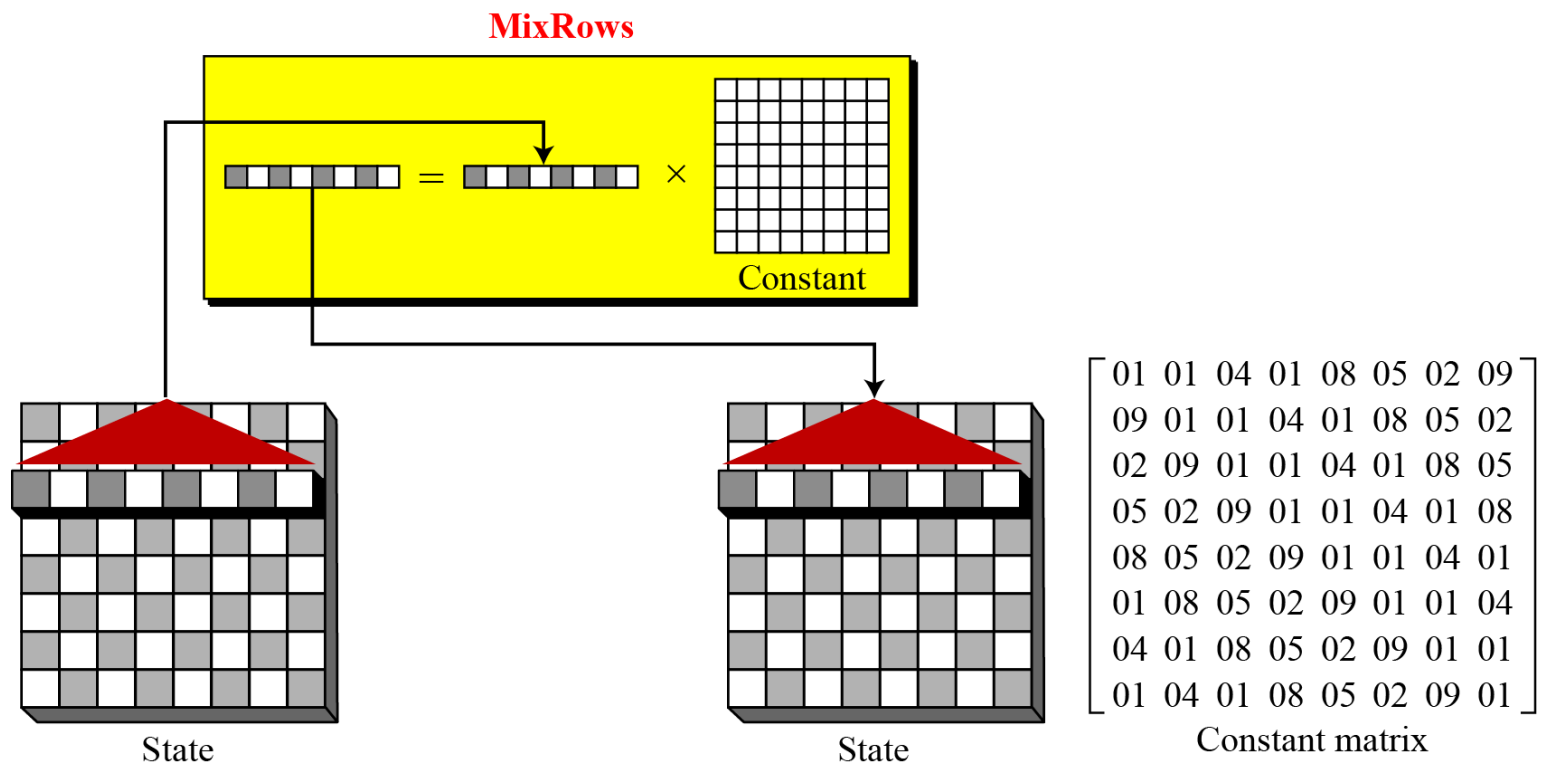 MixRows
=
×
Constant
State
State
01 01 04 01 08 05 02 09
09 01 01 04 01 08 05 02
02 09 01 01 04 01 08 05
05 02 09 01 01 04 01 08
08 05 02 09 01 01 04 01
01 08 05 02 09 01 01 04
04 01 08 05 02 09 01 01
01 04 01 08 05 02 09 01
Constant matrix